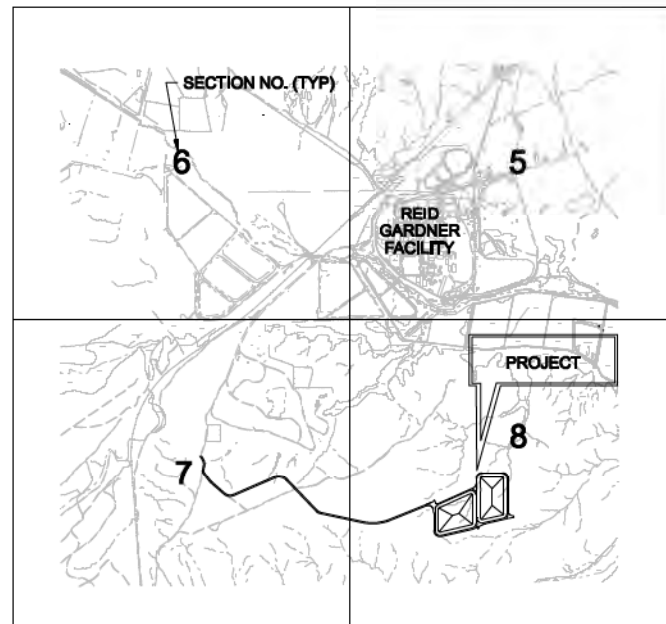 SECTION NO. (TYP)
6
5
REID
GARDNER
FACILITY
PROJECT
8
7